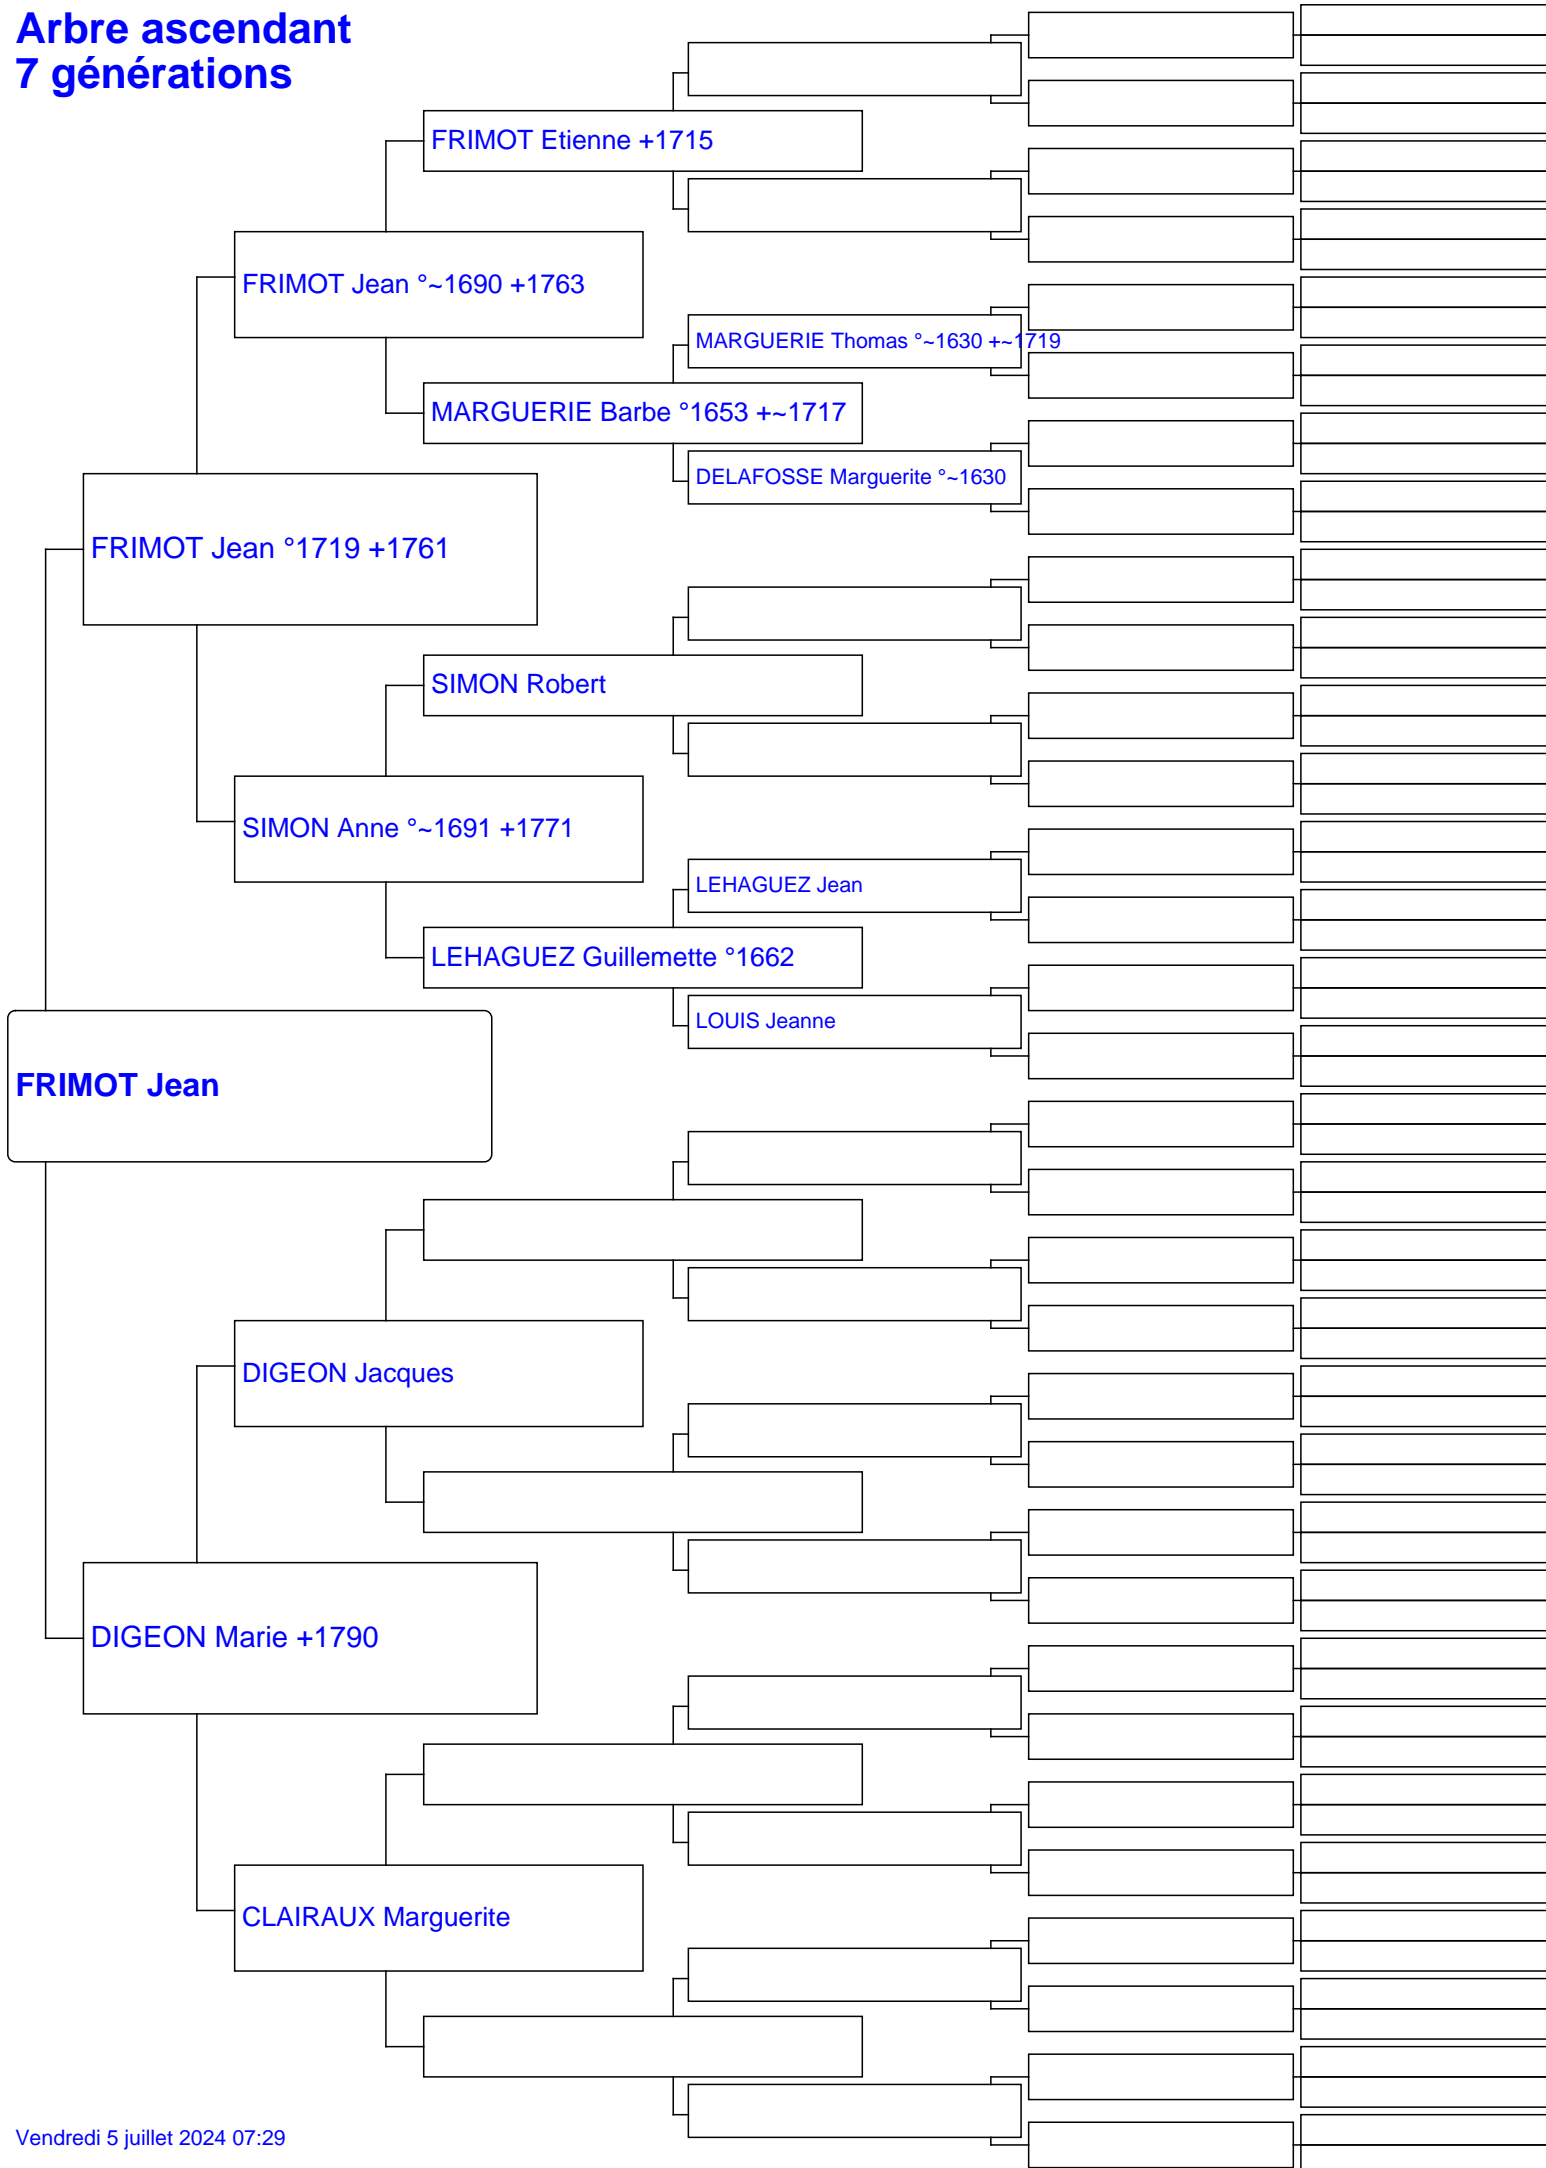 Arbre ascendant
7 générations
FRIMOT Etienne +1715
FRIMOT Jean °~1690 +1763
MARGUERIE Thomas °~1630 +~1719
MARGUERIE Barbe °1653 +~1717
DELAFOSSE Marguerite °~1630
FRIMOT Jean °1719 +1761
SIMON Robert
SIMON Anne °~1691 +1771
LEHAGUEZ Jean
LEHAGUEZ Guillemette °1662
LOUIS Jeanne
FRIMOT Jean
DIGEON Jacques
DIGEON Marie +1790
CLAIRAUX Marguerite
Vendredi 5 juillet 2024 07:29